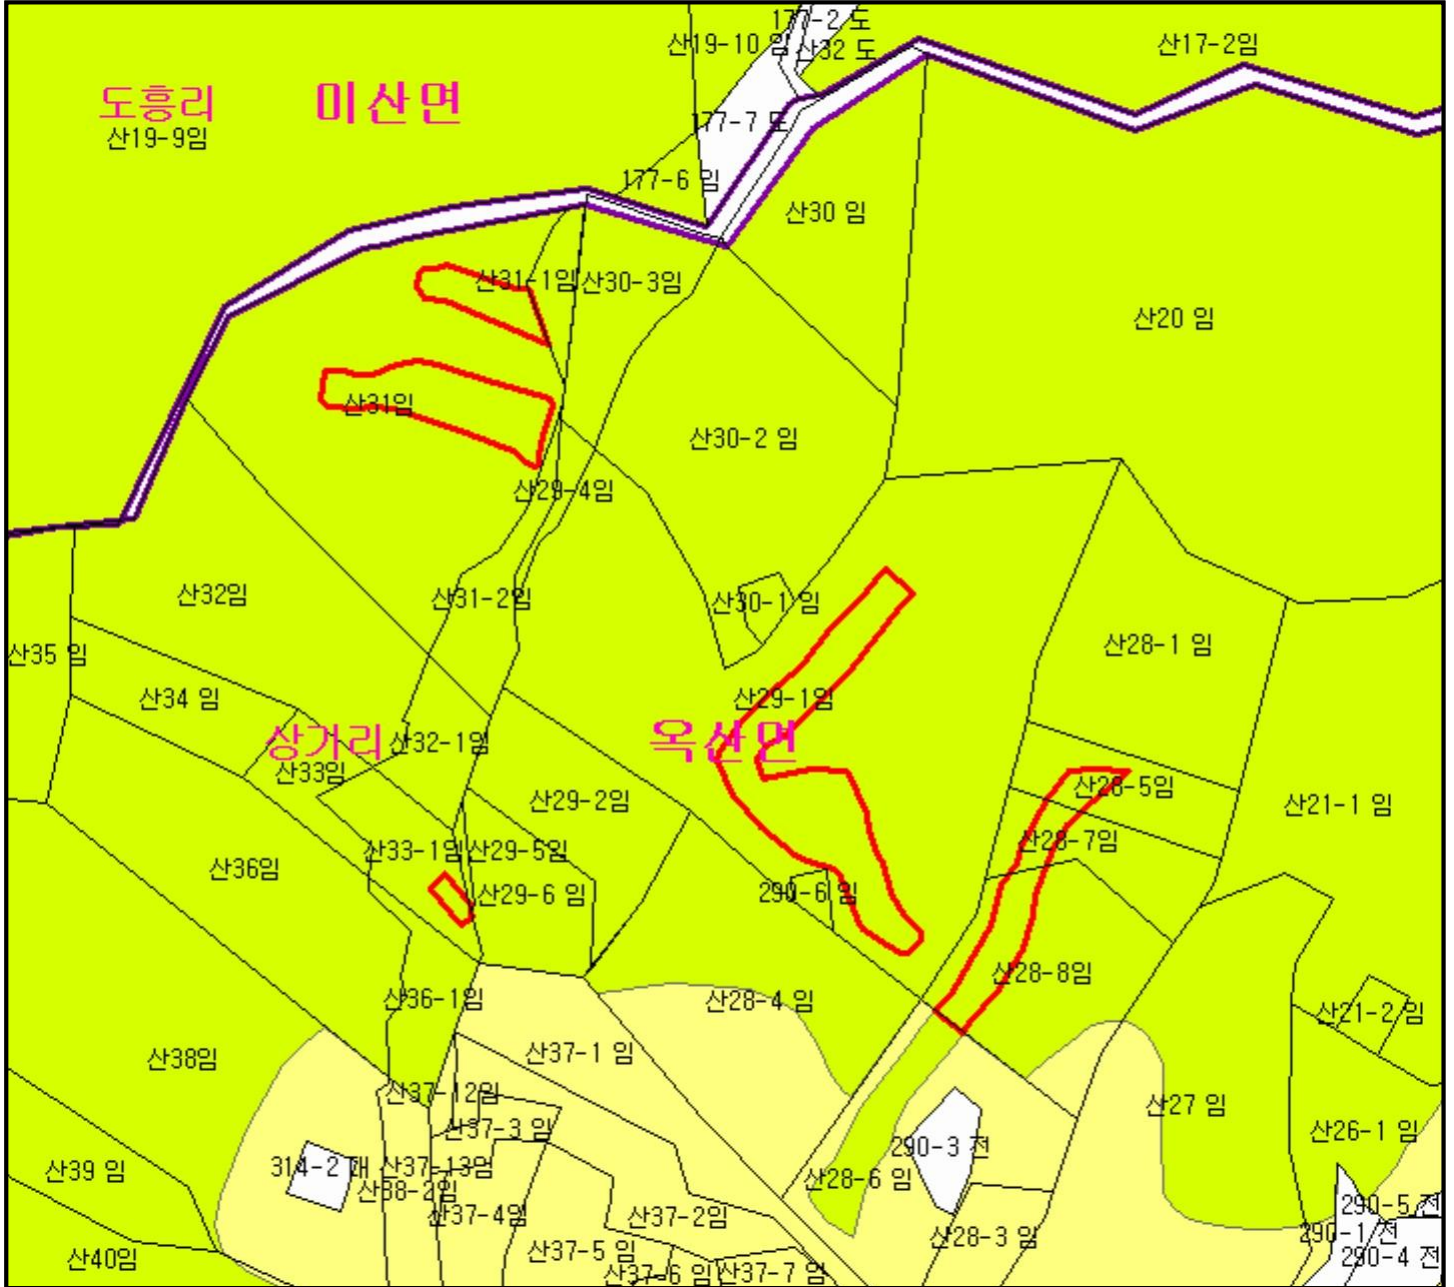 177-2 도
산19-10 임
산32 도
산17-2임
도흥리
미산면
산19-9임
177-7 도
177-6 임
산30 임
산31-1임
산30-3임
산20 임
산31임
산30-2 임
산29-4임
산32임
산31-2임
산30-1 임
산28-1 임
산35 임
산34 임
산29-1임
상기리
산32-1임
옥산면
산33임
산28-5임
산29-2임
산21-1 임
산28-7임
산33-1임
산29-5임
산36임
산29-6 임
290-6 임
산28-8임
산36-1임
산28-4 임
산21-2 임
산38임
산37-1 임
산37-12임
산27 임
산37-3 임
산26-1 임
290-3 전
산39 임
314-2 대
산37-13임
산38-2임
산28-6 임
290-5 전
산37-4임
산37-2임
290-1 전
산28-3 임
산40임
산37-5 임
290-4 전
산37-6 임
산37-7 임